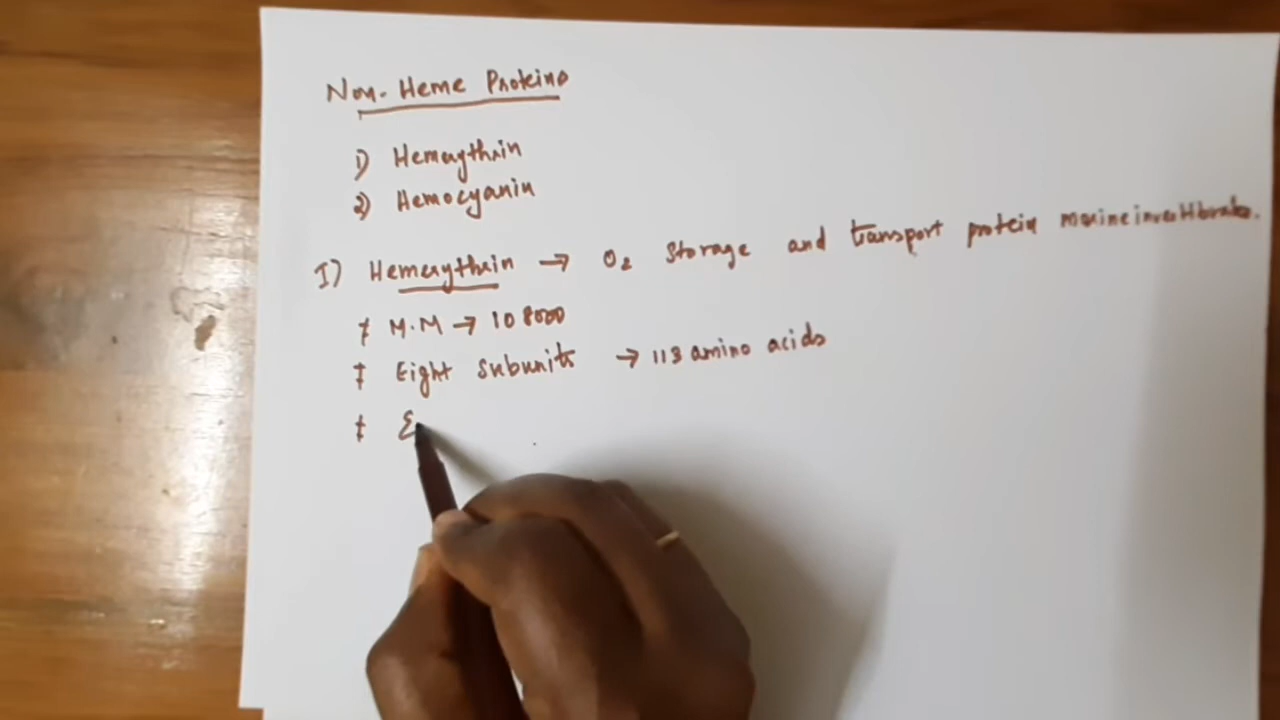 Non-Heme Proteins
1) Hemerythrin
2) Hemocyanin
I) Hemerythrin → O2 storage and transport protein marine invertibrates.
+ M.M → 108000
+ Eight subunits → 113 amino acids
+ E